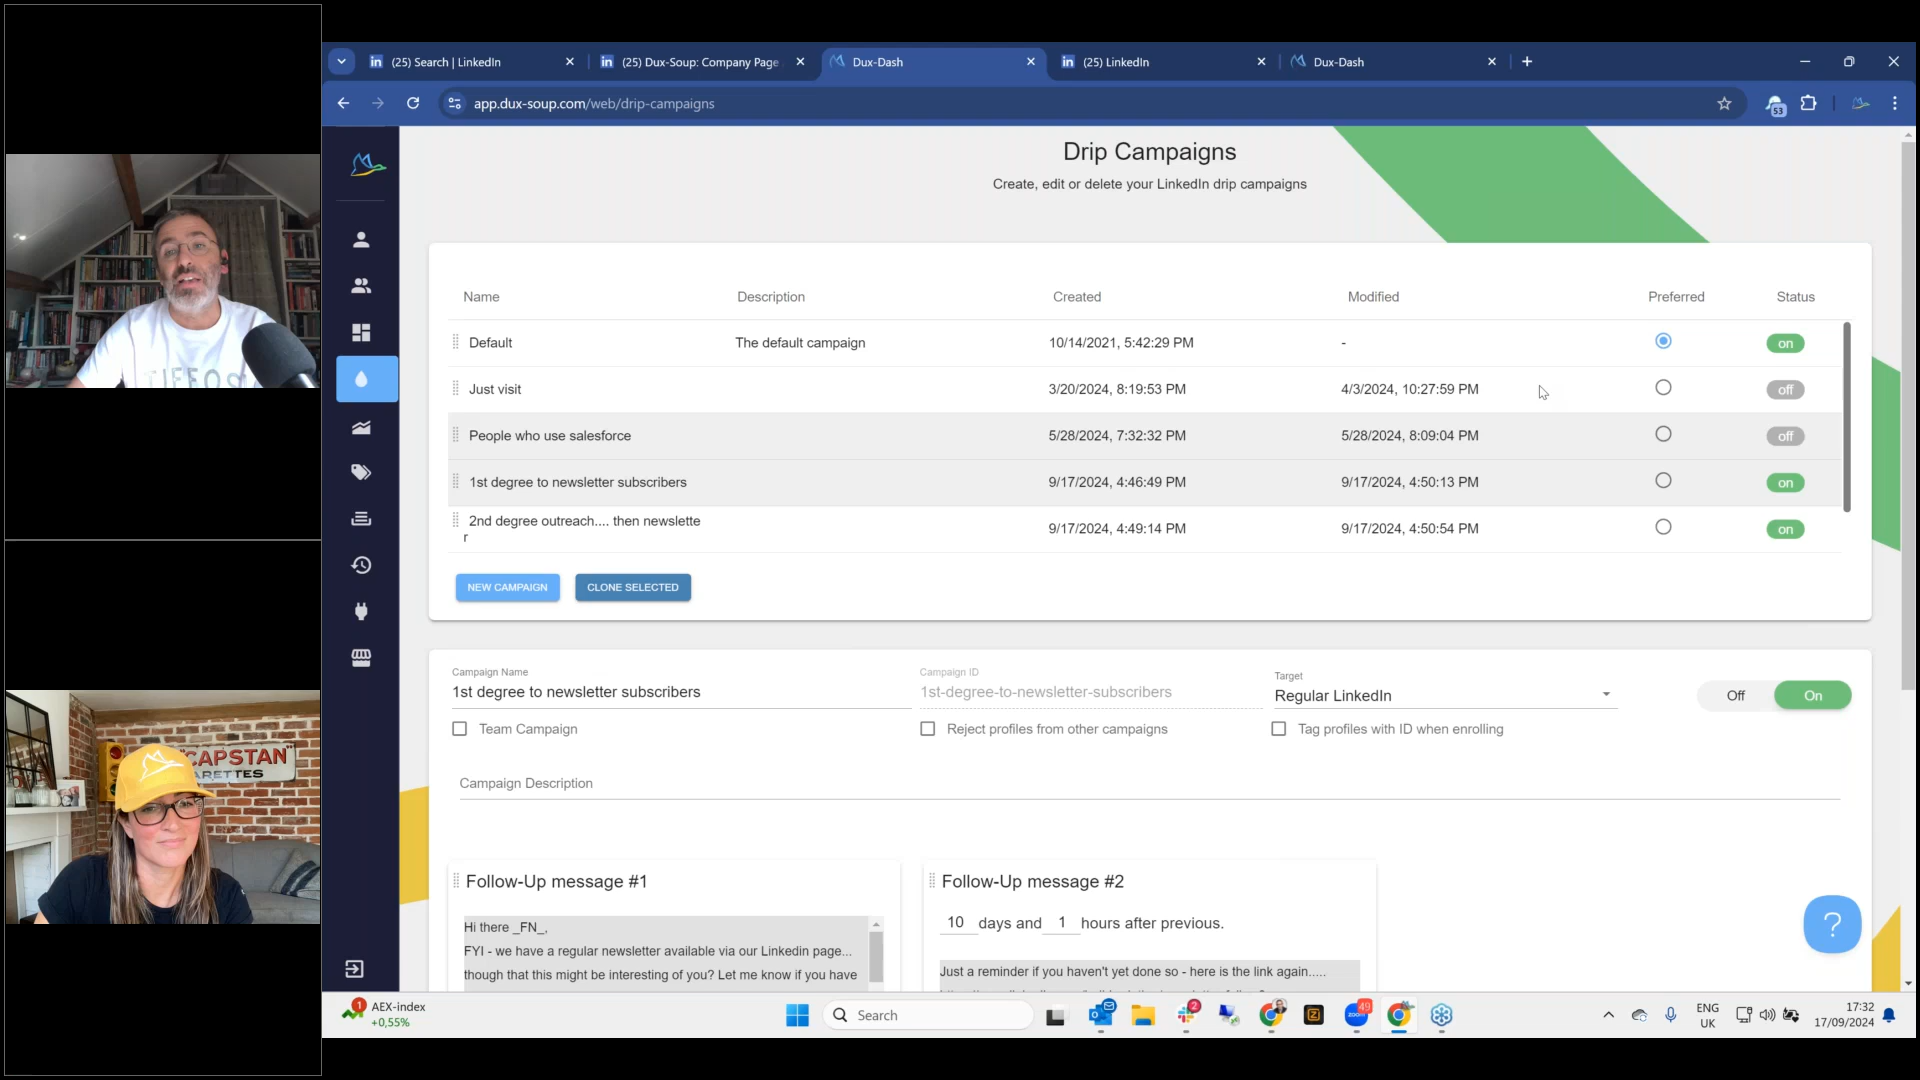 (25) Search | LinkedIn
(25) Dux-Soup: Company Page
Dux-Dash
(25) LinkedIn
Dux-Dash
app.dux-soup.com/web/drip-campaigns
53
Drip Campaigns
Create, edit or delete your LinkedIn drip campaigns
Name Description Created Modified Preferred Status
Default The default campaign 10/14/2021, 5:42:29 PM - on
Just visit 3/20/2024, 8:19:53 PM 4/3/2024, 10:27:59 PM off
People who use salesforce 5/28/2024, 7:32:32 PM 5/28/2024, 8:09:04 PM off
1st degree to newsletter subscribers 9/17/2024, 4:46:49 PM 9/17/2024, 4:50:13 PM on
2nd degree outreach.... then newslette
r
9/17/2024, 4:49:14 PM 9/17/2024, 4:50:54 PM on
NEW CAMPAIGN CLONE SELECTED
Campaign Name
1st degree to newsletter subscribers
Campaign ID
1st-degree-to-newsletter-subscribers
Target
Regular LinkedIn
Off On
Team Campaign
Reject profiles from other campaigns
Tag profiles with ID when enrolling
Campaign Description
Follow-Up message #1
Hi there _FN_,
FYI - we have a regular newsletter available via our Linkedin page...
though that this might be interesting of you? Let me know if you have
Follow-Up message #2
10 days and 1 hours after previous.
Just a reminder if you haven't yet done so - here is the link again.....
?
1
AEX-index
+0,55%
Search
2
zoom
49
ENG
UK
17:32
17/09/2024
TIFFOSI
"CAPSTAN"
ARETTES